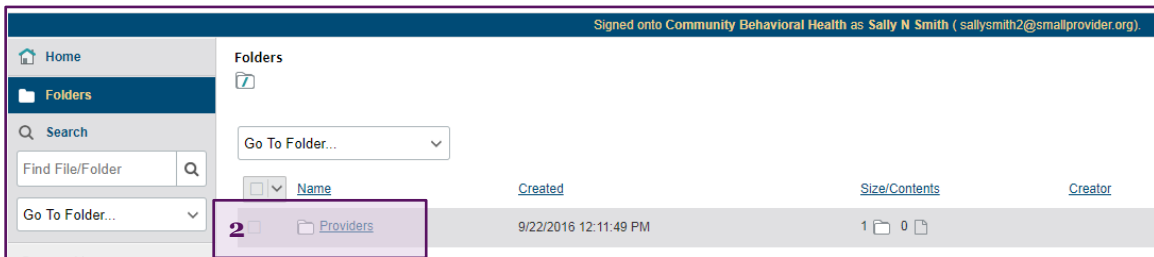 Signed onto Community Behavioral Health as Sally N Smith ( sallysmith2@smallprovider.org).
Home
Folders
Search
Find File/Folder
Go To Folder...
Folders
Go To Folder...
Name Created Size/Contents Creator
2 Providers 9/22/2016 12:11:49 PM 1 0